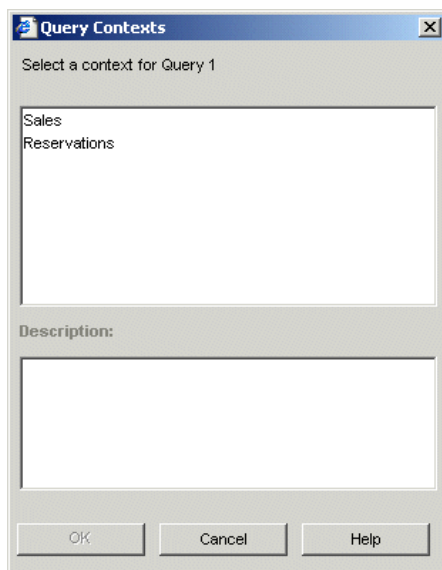 Query Contexts
Select a context for Query 1
Sales
Reservations
Description:
OK
Cancel
Help